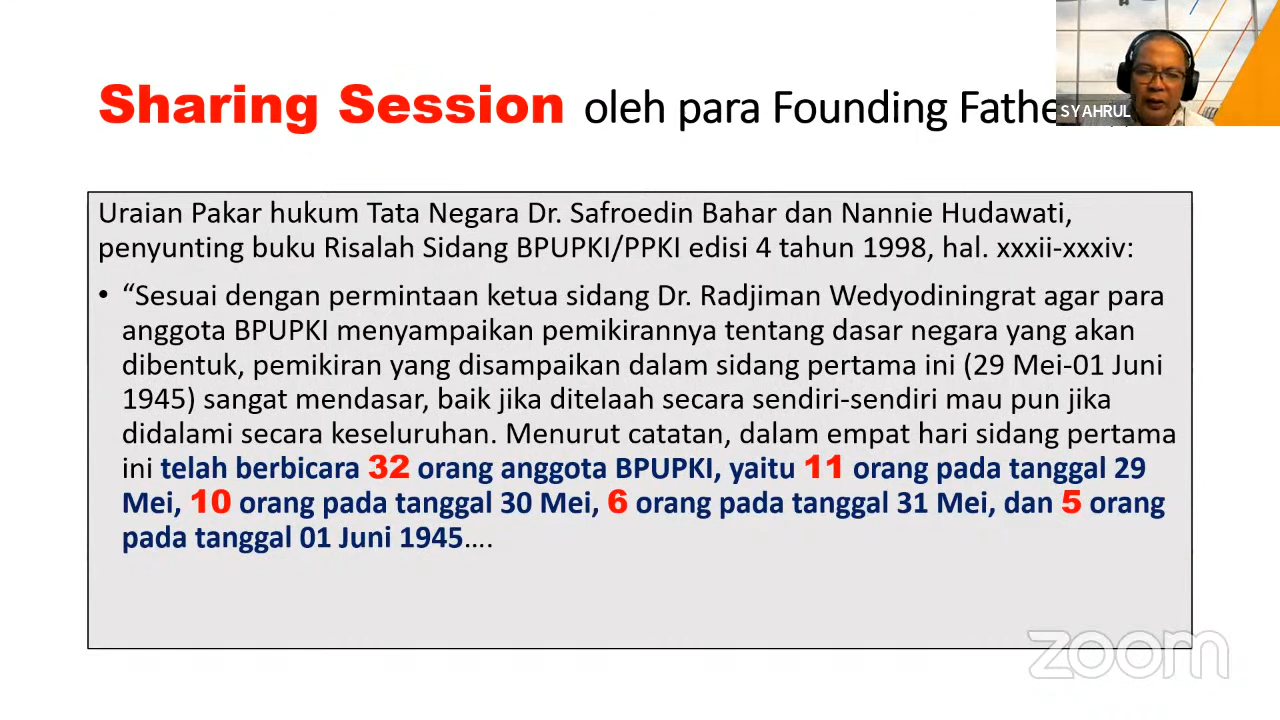 Sharing Session oleh para Founding Fathe
SYAHRUL
Uraian Pakar hukum Tata Negara Dr. Safroedin Bahar dan Nannie Hudawati,
penyunting buku Risalah Sidang BPUPKI/PPKI edisi 4 tahun 1998, hal. xxxii-xxxiv:
• “Sesuai dengan permintaan ketua sidang Dr. Radjiman Wedyodiningrat agar para
anggota BPUPKI menyampaikan pemikirannya tentang dasar negara yang akan
dibentuk, pemikiran yang disampaikan dalam sidang pertama ini (29 Mei-01 Juni
1945) sangat mendasar, baik jika ditelaah secara sendiri-sendiri mau pun jika
didalami secara keseluruhan. Menurut catatan, dalam empat hari sidang pertama
ini telah berbicara 32 orang anggota BPUPKI, yaitu 11 orang pada tanggal 29
Mei, 10 orang pada tanggal 30 Mei, 6 orang pada tanggal 31 Mei, dan 5 orang
pada tanggal 01 Juni 1945….
zoom